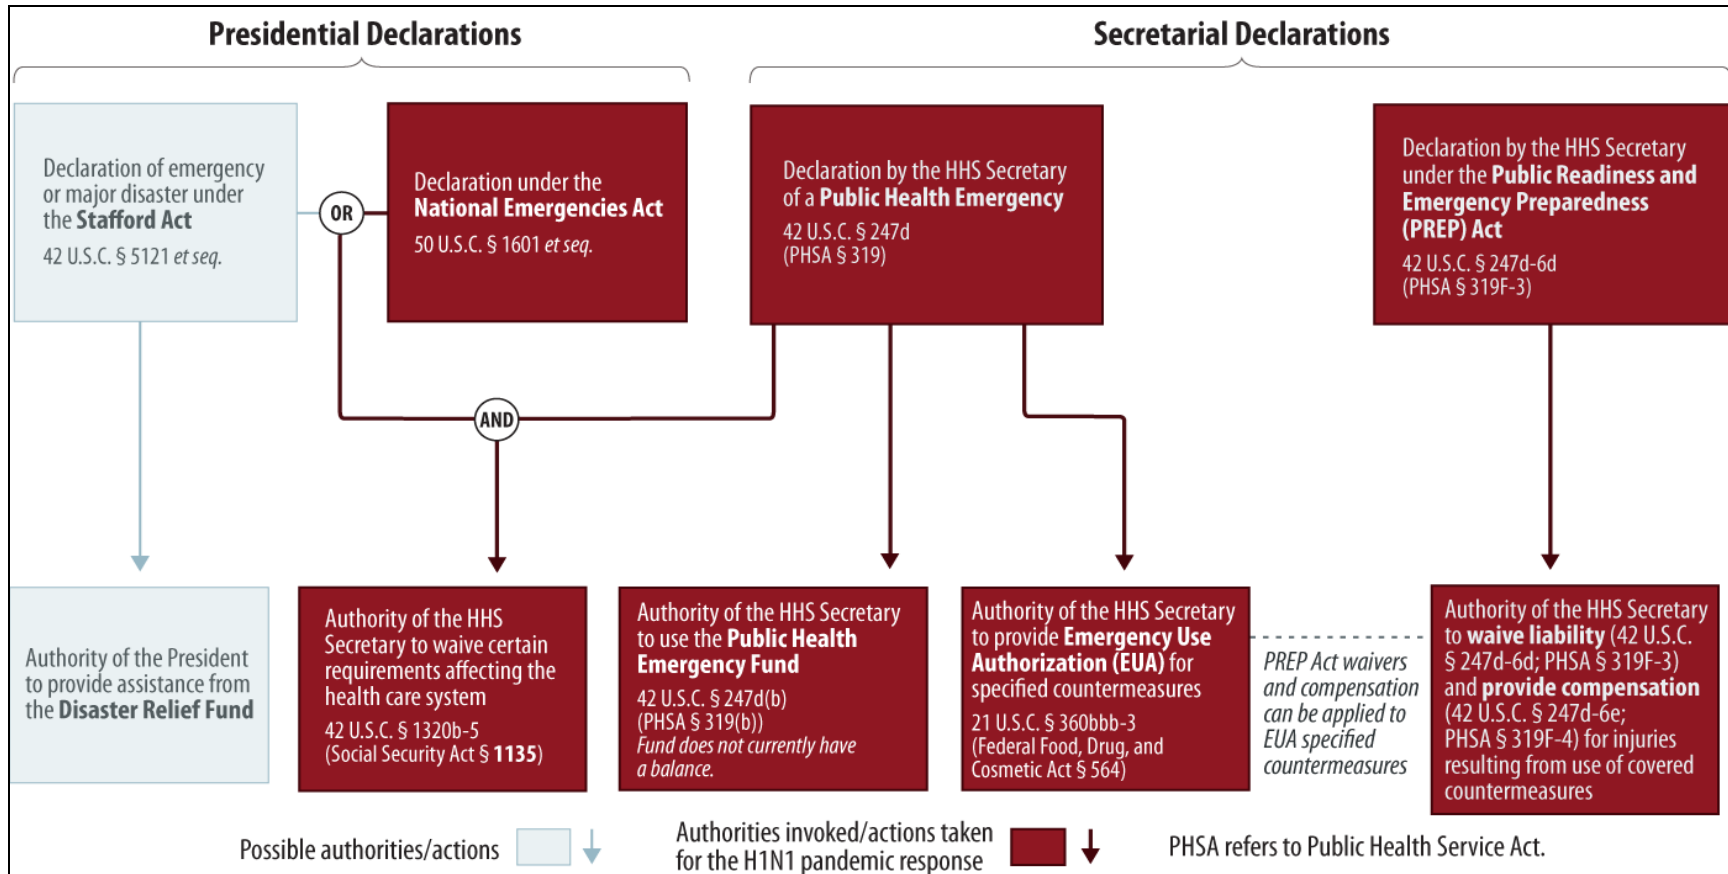 Presidential Declarations
Secretarial Declarations
Declaration of emergency
or major disaster under
the Stafford Act
42 U.S.C. § 5121 et seq.
OR
Declaration under the
National Emergencies Act
50 U.S.C. § 1601 et seq.
Declaration by the HHS Secretary
of a Public Health Emergency
42 U.S.C. § 247d
(PHSA § 319)
Declaration by the HHS Secretary
under the Public Readiness and
Emergency Preparedness
(PREP) Act
42 U.S.C. § 247d-6d
(PHSA § 319F-3)
AND
Authority of the President
to provide assistance from
the Disaster Relief Fund
Authority of the HHS
Secretary to waive certain
requirements affecting the
health care system
42 U.S.C. § 1320b-5
(Social Security Act § 1135)
Authority of the HHS Secretary
to use the Public Health
Emergency Fund
42 U.S.C. § 247d(b)
(PHSA § 319(b))
Fund does not currently have
a balance.
Authority of the HHS Secretary
to provide Emergency Use
Authorization (EUA) for
specified countermeasures
21 U.S.C. § 360bbb-3
(Federal Food, Drug, and
Cosmetic Act § 564)
PREP Act waivers
and compensation
can be applied to
EUA specified
countermeasures
Authority of the HHS Secretary
to waive liability (42 U.S.C.
§ 247d-6d; PHSA § 319F-3)
and provide compensation
(42 U.S.C. § 247d-6e;
PHSA § 319F-4) for injuries
resulting from use of covered
countermeasures
Possible authorities/actions
Authorities invoked/actions taken
for the H1N1 pandemic response
PHSA refers to Public Health Service Act.